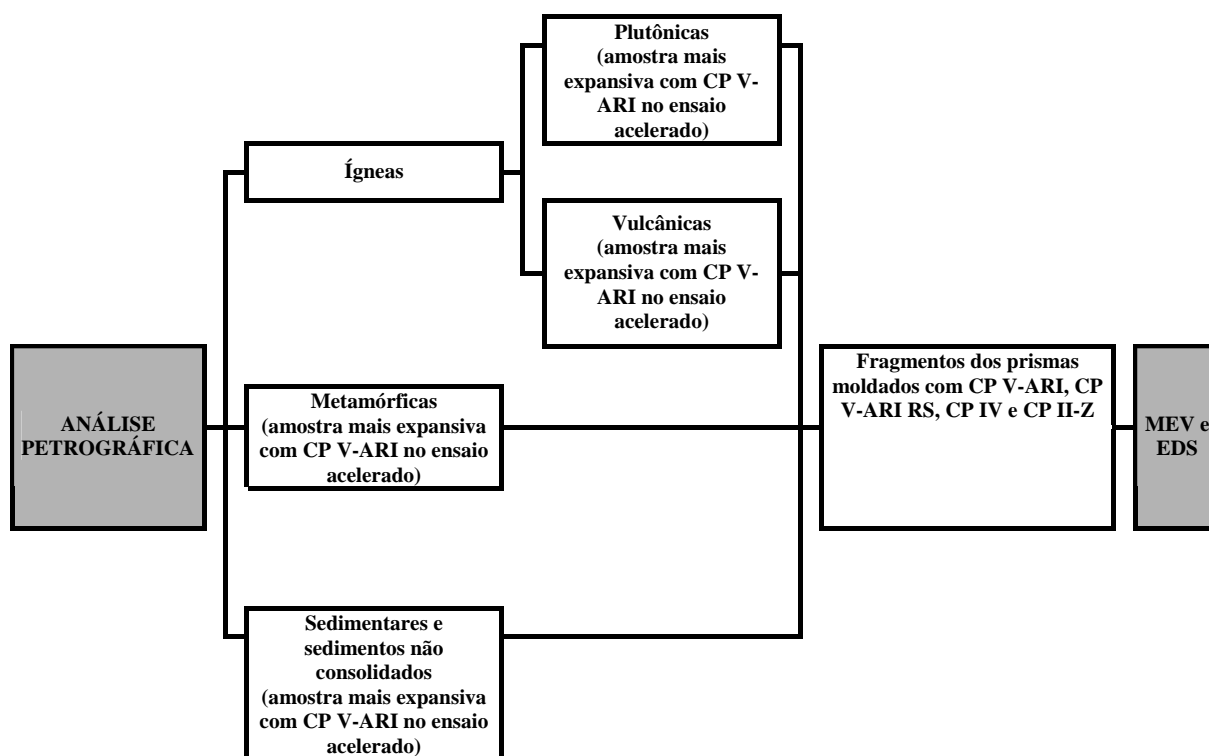 Plutônicas
(amostra mais
expansiva com CP V-
ARI no ensaio
acelerado)
Ígneas
Vulcânicas
(amostra mais
expansiva com CP V-
ARI no ensaio
acelerado)
ANÁLISE
PETROGRÁFICA
Metamórficas
(amostra mais expansiva
com CP V-ARI no ensaio
acelerado)
Fragmentos dos prismas
moldados com CP V-ARI, CP
V-ARI RS, CP IV e CP II-Z
MEV e
EDS
Sedimentares e
sedimentos não
consolidados
(amostra mais expansiva
com CP V-ARI no ensaio
acelerado)